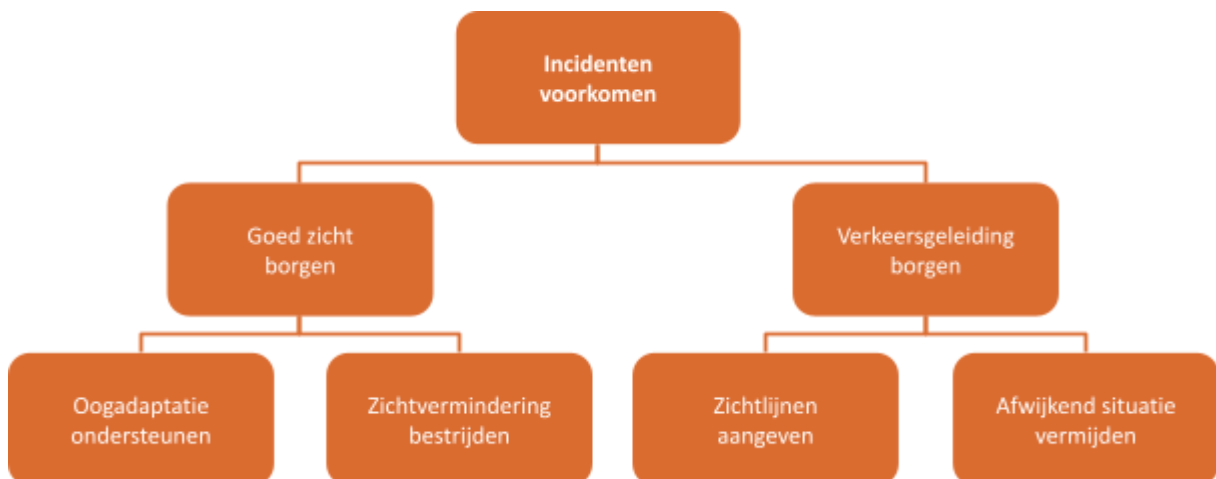 Incidenten
voorkomen
Goed zicht
borgen
Verkeersgeleiding
borgen
Oogadaptatie
ondersteunen
Zichtvermindering
bestrijden
Zichtlijnen
aangeven
Afwijkend situatie
vermijden